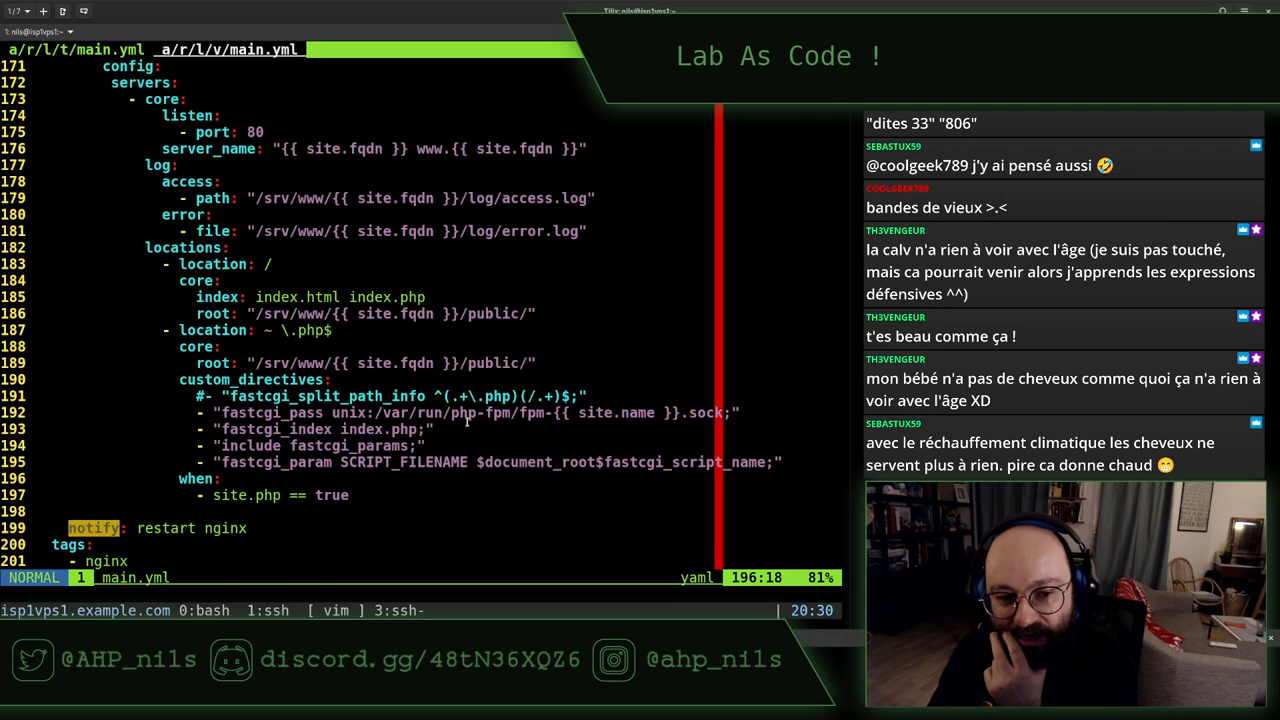 1/7
Tilix: nils@isp1vps1:~
1: nils@isp1vps1:~
a/r/l/t/main.yml a/r/l/v/main.yml
Lab As Code !
171 config:
172 servers:
173 - core:
174 listen:
175 - port: 80
176 server_name: "{{ site.fqdn }} www.{{ site.fqdn }}"
177 log:
178 access:
179 - path: "/srv/www/{{ site.fqdn }}/log/access.log"
180 error:
181 - file: "/srv/www/{{ site.fqdn }}/log/error.log"
182 locations:
183 - location: /
184 core:
185 index: index.html index.php
186 root: "/srv/www/{{ site.fqdn }}/public/"
187 - location: ~ \.php$
188 core:
189 root: "/srv/www/{{ site.fqdn }}/public/"
190 custom_directives:
191 #- "fastcgi_split_path_info ^(.+\.php)(/.+)$;"
192 - "fastcgi_pass unix:/var/run/php-fpm/fpm-{{ site.name }}.sock;"
193 - "fastcgi_index index.php;"
194 - "include fastcgi_params;"
195 - "fastcgi_param SCRIPT_FILENAME $document_root$fastcgi_script_name;"
196 when:
197 - site.php == true
198
199 notify: restart nginx
200 tags:
201 - nginx
NORMAL 1 main.yml yaml 196:18 81%
isp1vps1.example.com 0:bash 1:ssh [ vim ] 3:ssh- | 20:30
"dites 33" "806"
SEBASTUX59
@coolgeek789 j'y ai pensé aussi 🤣
COOLGEEK789
bandes de vieux >.<
TH3VENGEUR
la calv n'a rien à voir avec l'âge (je suis pas touché,
mais ca pourrait venir alors j'apprends les expressions
défensives ^^)
TH3VENGEUR
t'es beau comme ça !
TH3VENGEUR
mon bébé n'a pas de cheveux comme quoi ça n'a rien à
voir avec l'âge XD
SEBASTUX59
avec le réchauffement climatique les cheveux ne
servent plus à rien. pire ca donne chaud 😁
@AHP_nils discord.gg/48tN36XQZ6 @ahp_nils